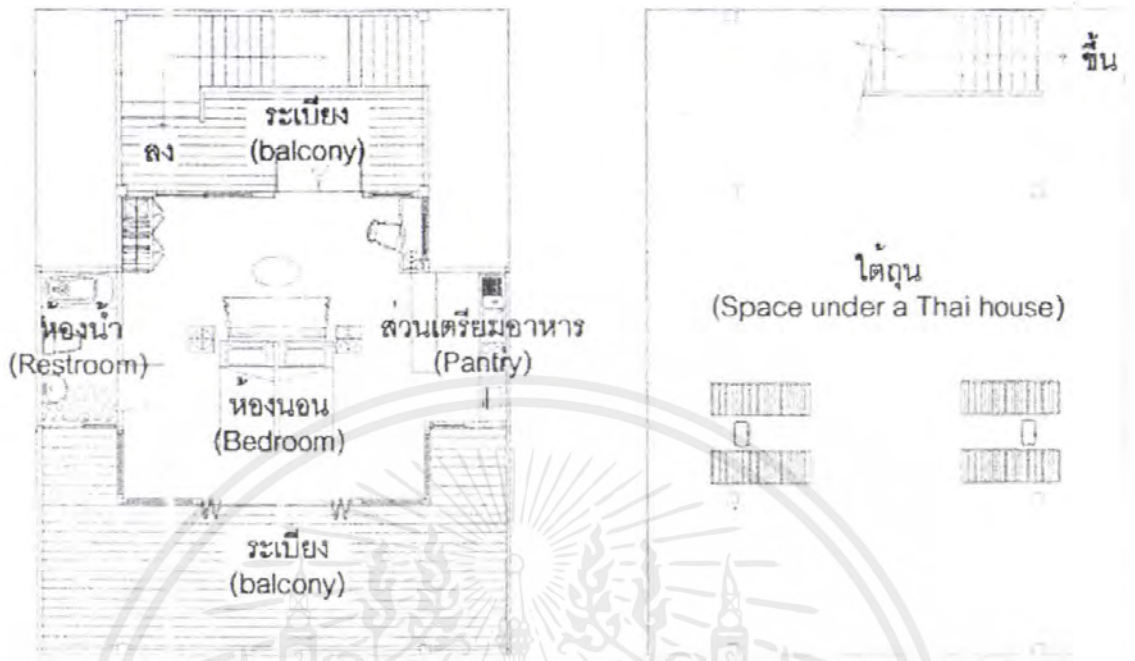 ระเบียง
(balcony)
ลง
ห้องน้ำ
(Restroom)
ส่วนเตรียมอาหาร
(Pantry)
ห้องนอน
(Bedroom)
ระเบียง
(balcony)
ขึ้น
ใต้ถุน
(Space under a Thai house)